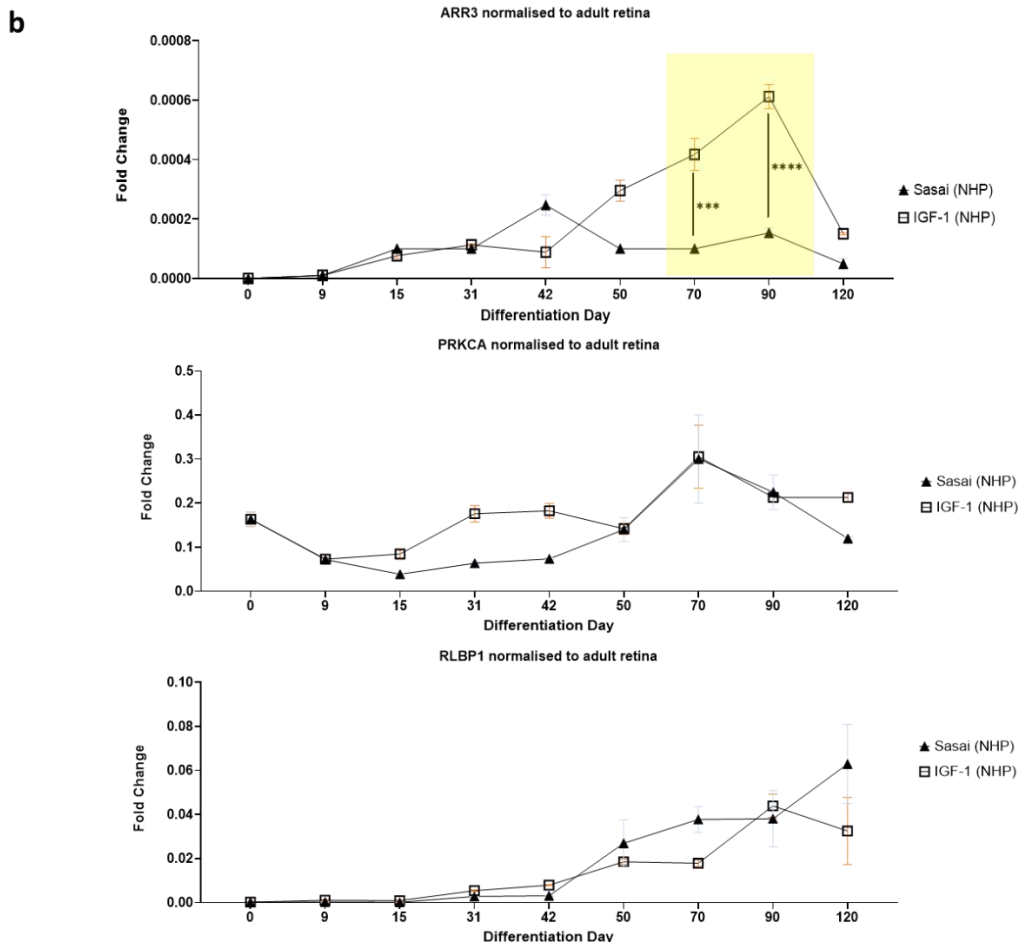 b
ARR3 normalised to adult retina
0.0008
0.0006
0.0004
0.0002
0.0000
Fold Change
***
****
0 9 15 31 42 50 70 90 120
Differentiation Day
Sasai (NHP)
IGF-1 (NHP)
PRKCA normalised to adult retina
0.5
0.4
0.3
0.2
0.1
0.0
Fold Change
0 9 15 31 42 50 70 90 120
Differentiation Day
Sasai (NHP)
IGF-1 (NHP)
RLBP1 normalised to adult retina
0.10
0.08
0.06
0.04
0.02
0.00
Fold Change
0 9 15 31 42 50 70 90 120
Differentiation Day
Sasai (NHP)
IGF-1 (NHP)